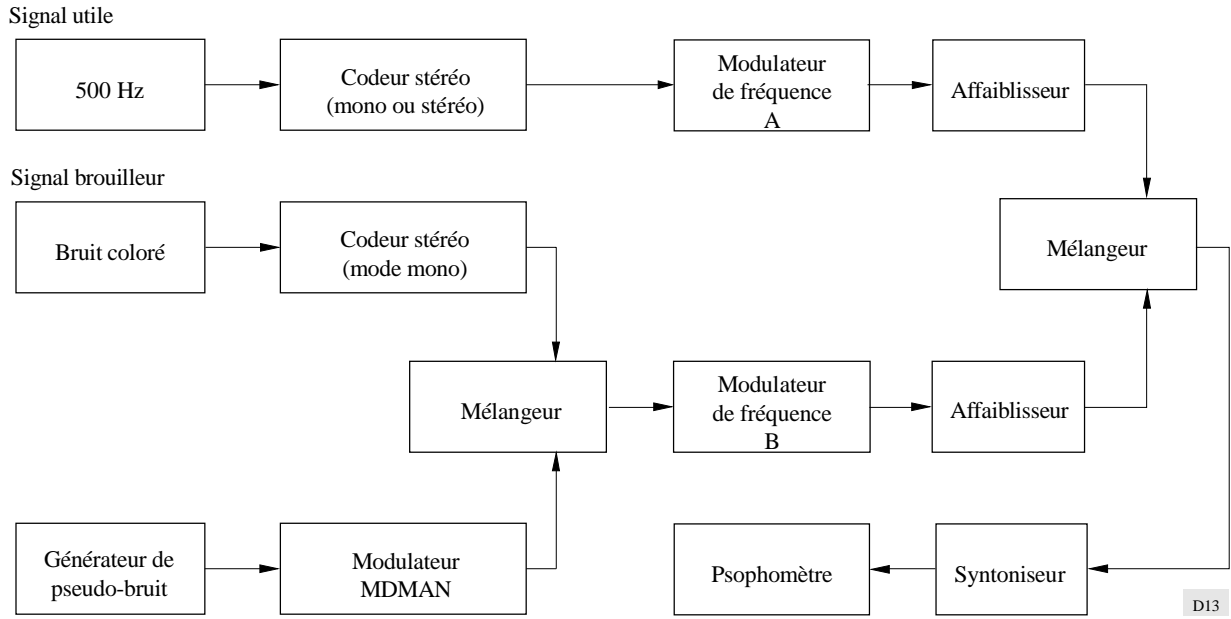 Signal utile
500 Hz
Codeur stéréo
(mono ou stéréo)
Modulateur
de fréquence
A
Affaiblisseur
Signal brouilleur
Bruit coloré
Codeur stéréo
(mode mono)
Mélangeur
Mélangeur
Modulateur
de fréquence
B
Affaiblisseur
Générateur de
pseudo-bruit
Modulateur
MDMAN
Psophomètre
Syntoniseur
D13